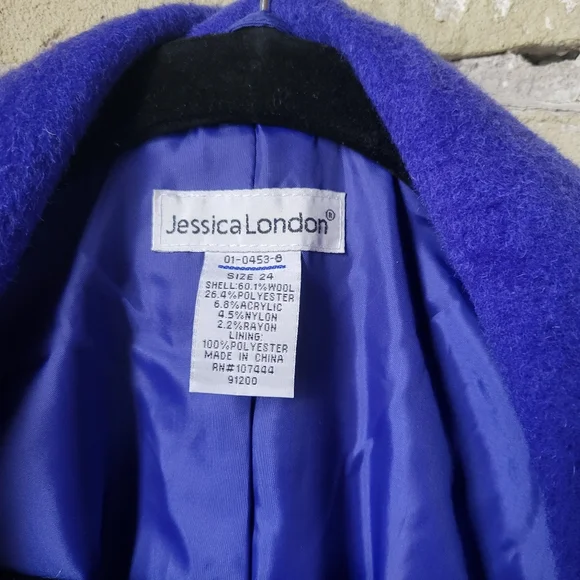 JessicaLondon®
01-0453-8
SIZE 24
SHELL:60.1%WOOL
26.4%POLYESTER
6.8%ACRYLIC
4.5%NYLON
2.2%RAYON
LINING:
100%POLYESTER
MADE IN CHINA
RN#107444
91200